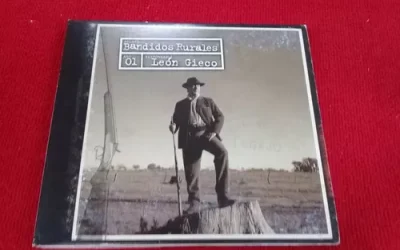 Bandidos Rurales
01 León Gieco